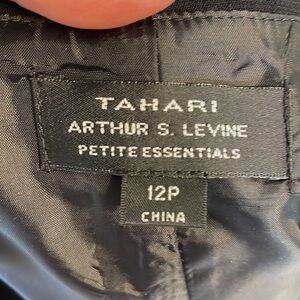 TAHARI
ARTHUR S. LEVINE
PETITE ESSENTIALS
12P
CHINA